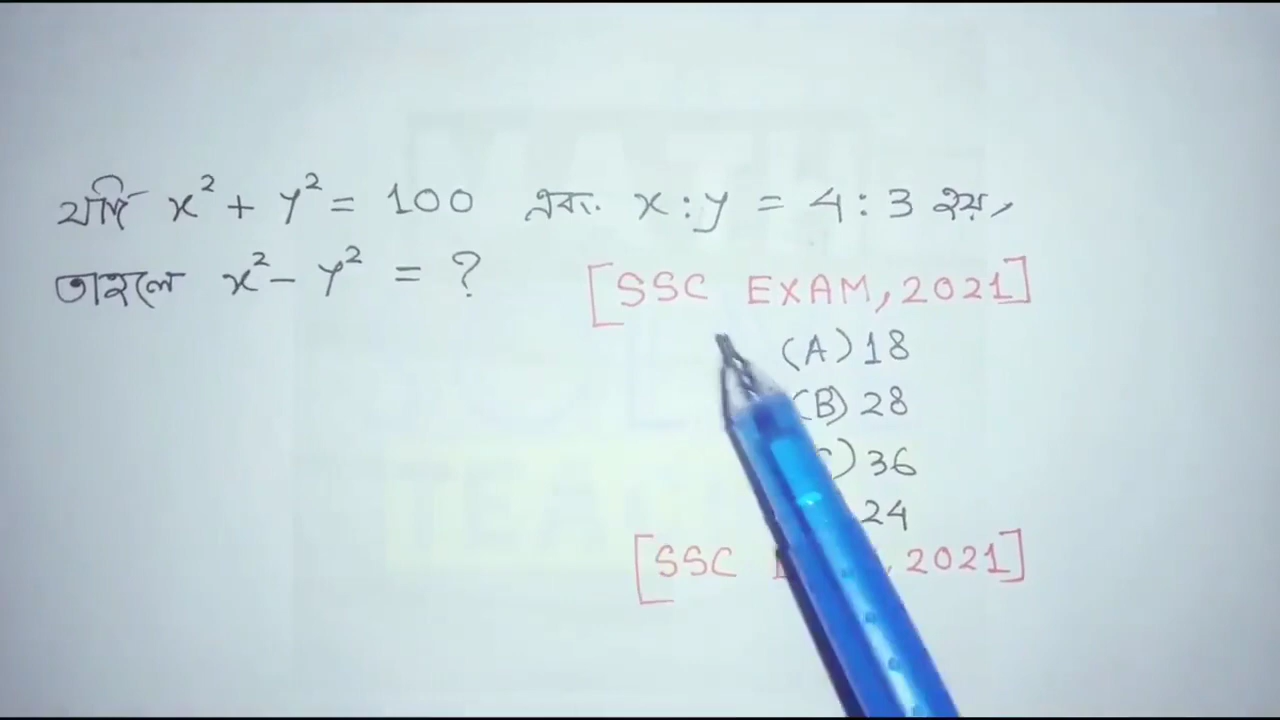 যদি x² + y² = 100 এবং x : y = 4 : 3 হয়,
তাহলে x² - y² = ?
[SSC EXAM, 2021]
(A) 18
(B) 28
) 36
24
[SSC , 2021]